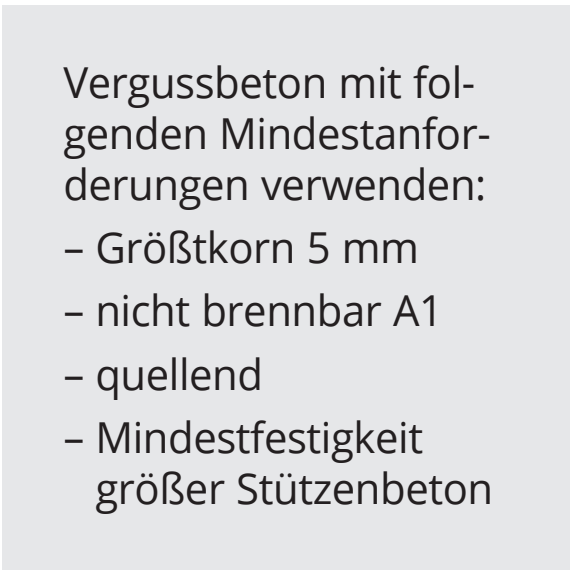 Vergussbeton mit fol-
genden Mindestanfor-
derungen verwenden:
– Größtkorn 5 mm
– nicht brennbar A1
– quellend
– Mindestfestigkeit
größer Stützenbeton